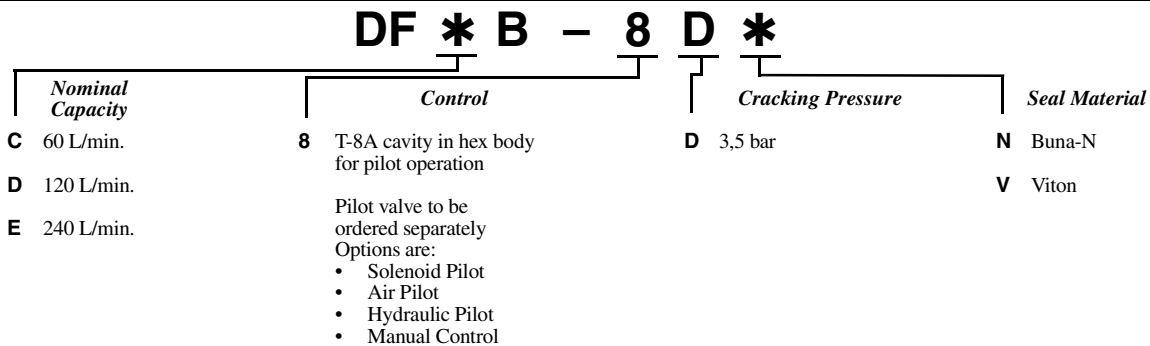 DF ✱ B – 8 D ✱
Nominal
Capacity
C 60 L/min.
D 120 L/min.
E 240 L/min.
Control
8 T-8A cavity in hex body
for pilot operation
Pilot valve to be
ordered separately
Options are:
• Solenoid Pilot
• Air Pilot
• Hydraulic Pilot
• Manual Control
Cracking Pressure
D 3,5 bar
Seal Material
N Buna-N
V Viton